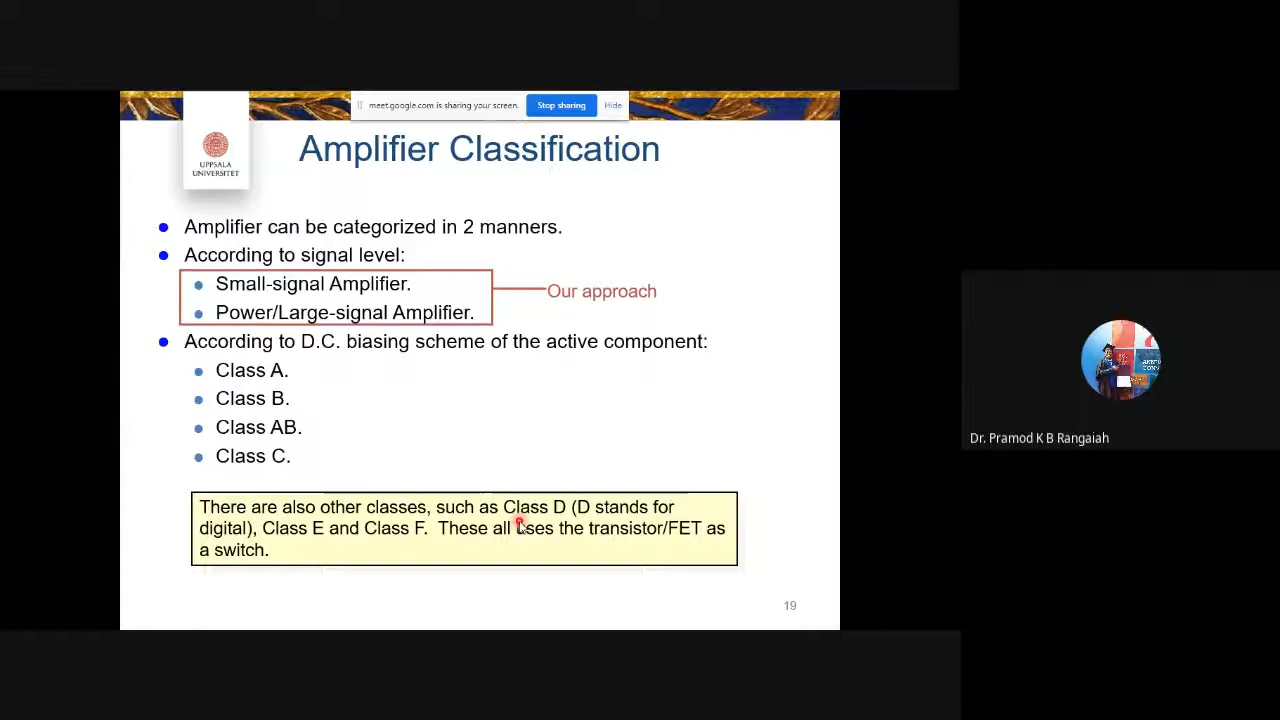 meet.google.com is sharing your screen.
Stop sharing
Hide
UPPSALA
UNIVERSITET
Amplifier Classification
Amplifier can be categorized in 2 manners.
According to signal level:
Small-signal Amplifier.
Power/Large-signal Amplifier.
Our approach
According to D.C. biasing scheme of the active component:
Class A.
Class B.
Class AB.
Class C.
There are also other classes, such as Class D (D stands for
digital), Class E and Class F. These all uses the transistor/FET as
a switch.
19
Dr. Pramod K B Rangaiah